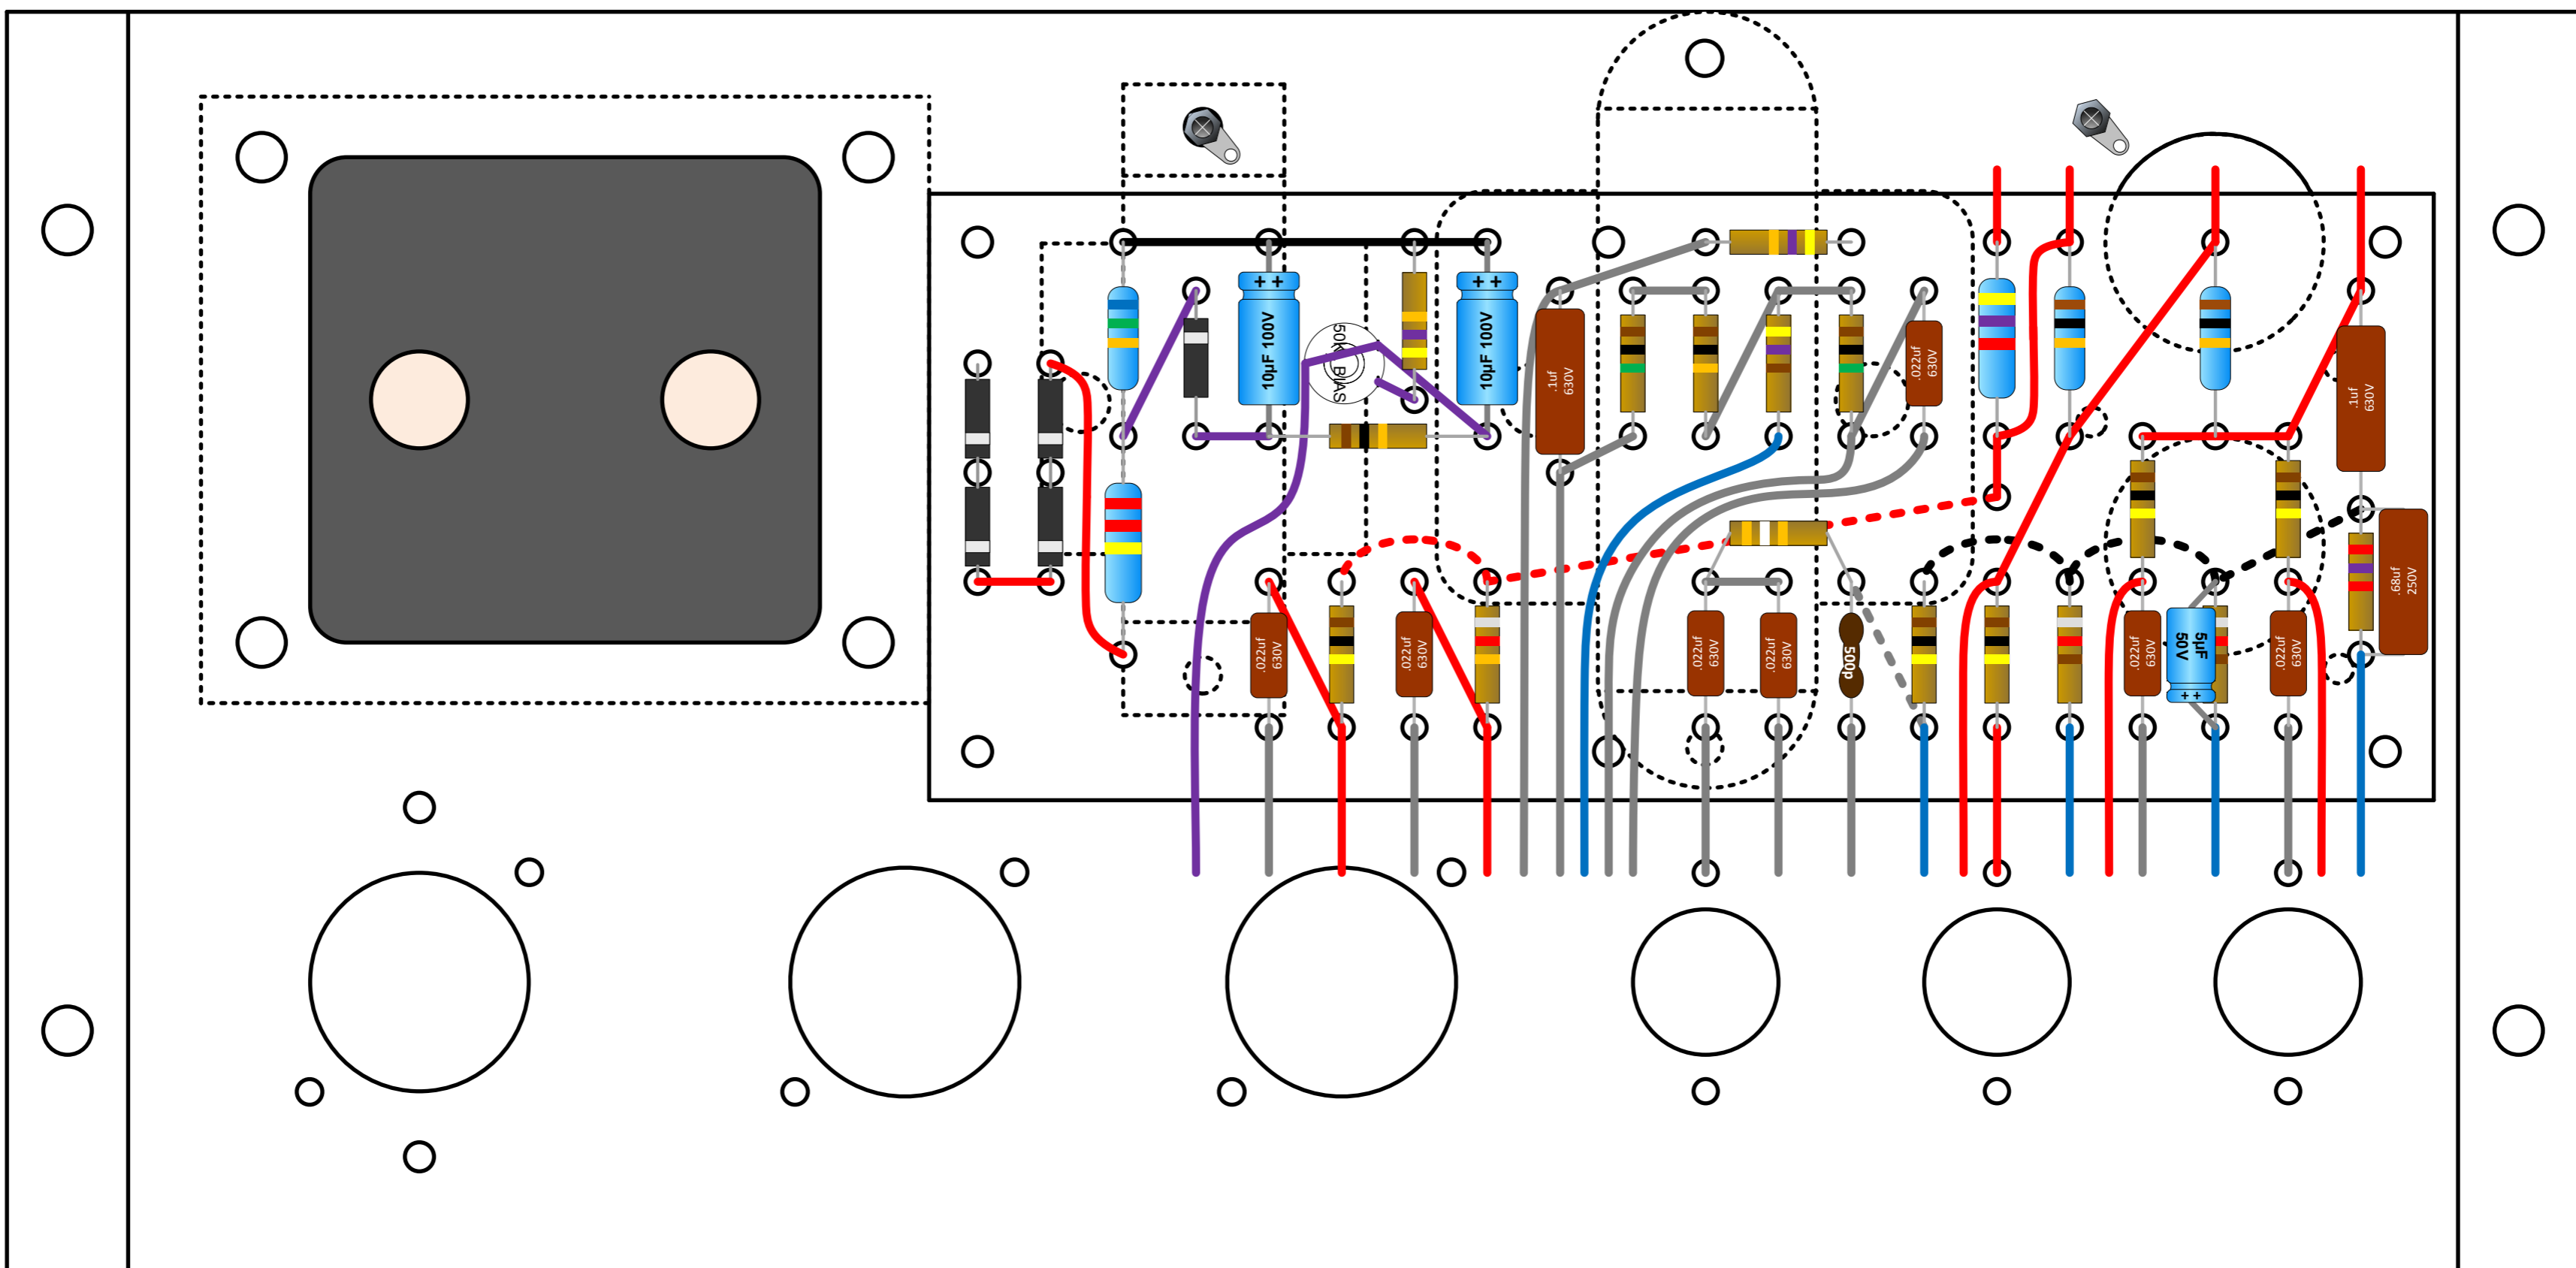 ++
10µF 100V
50K BIAS
++
10µF 100V
.1uf
630V
.022uf
630V
.1uf
630V
.022uf
630V
.022uf
630V
.022uf
630V
.022uf
630V
500p
.022uf
630V
5µF
50V
++
.022uf
630V
.68uf
250V